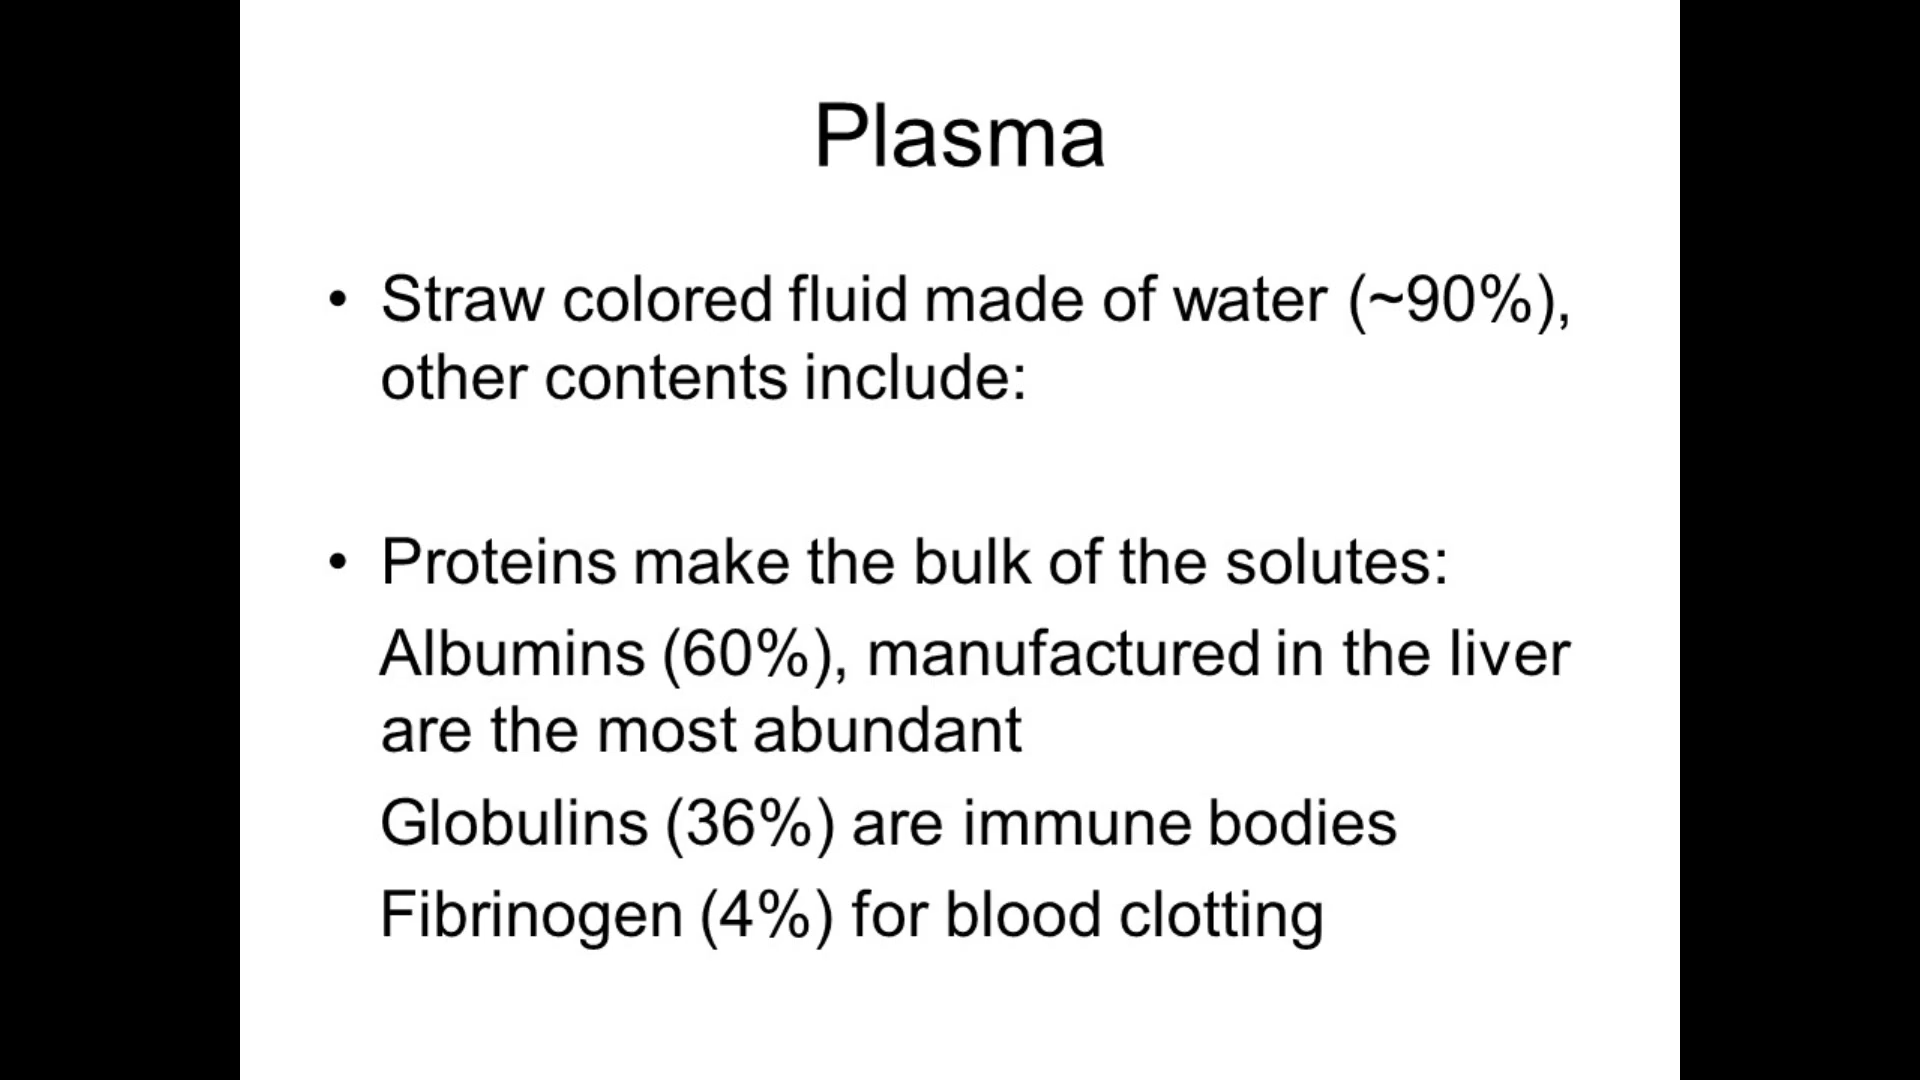 Plasma
• Straw colored fluid made of water (~90%),
other contents include:
• Proteins make the bulk of the solutes:
Albumins (60%), manufactured in the liver
are the most abundant
Globulins (36%) are immune bodies
Fibrinogen (4%) for blood clotting